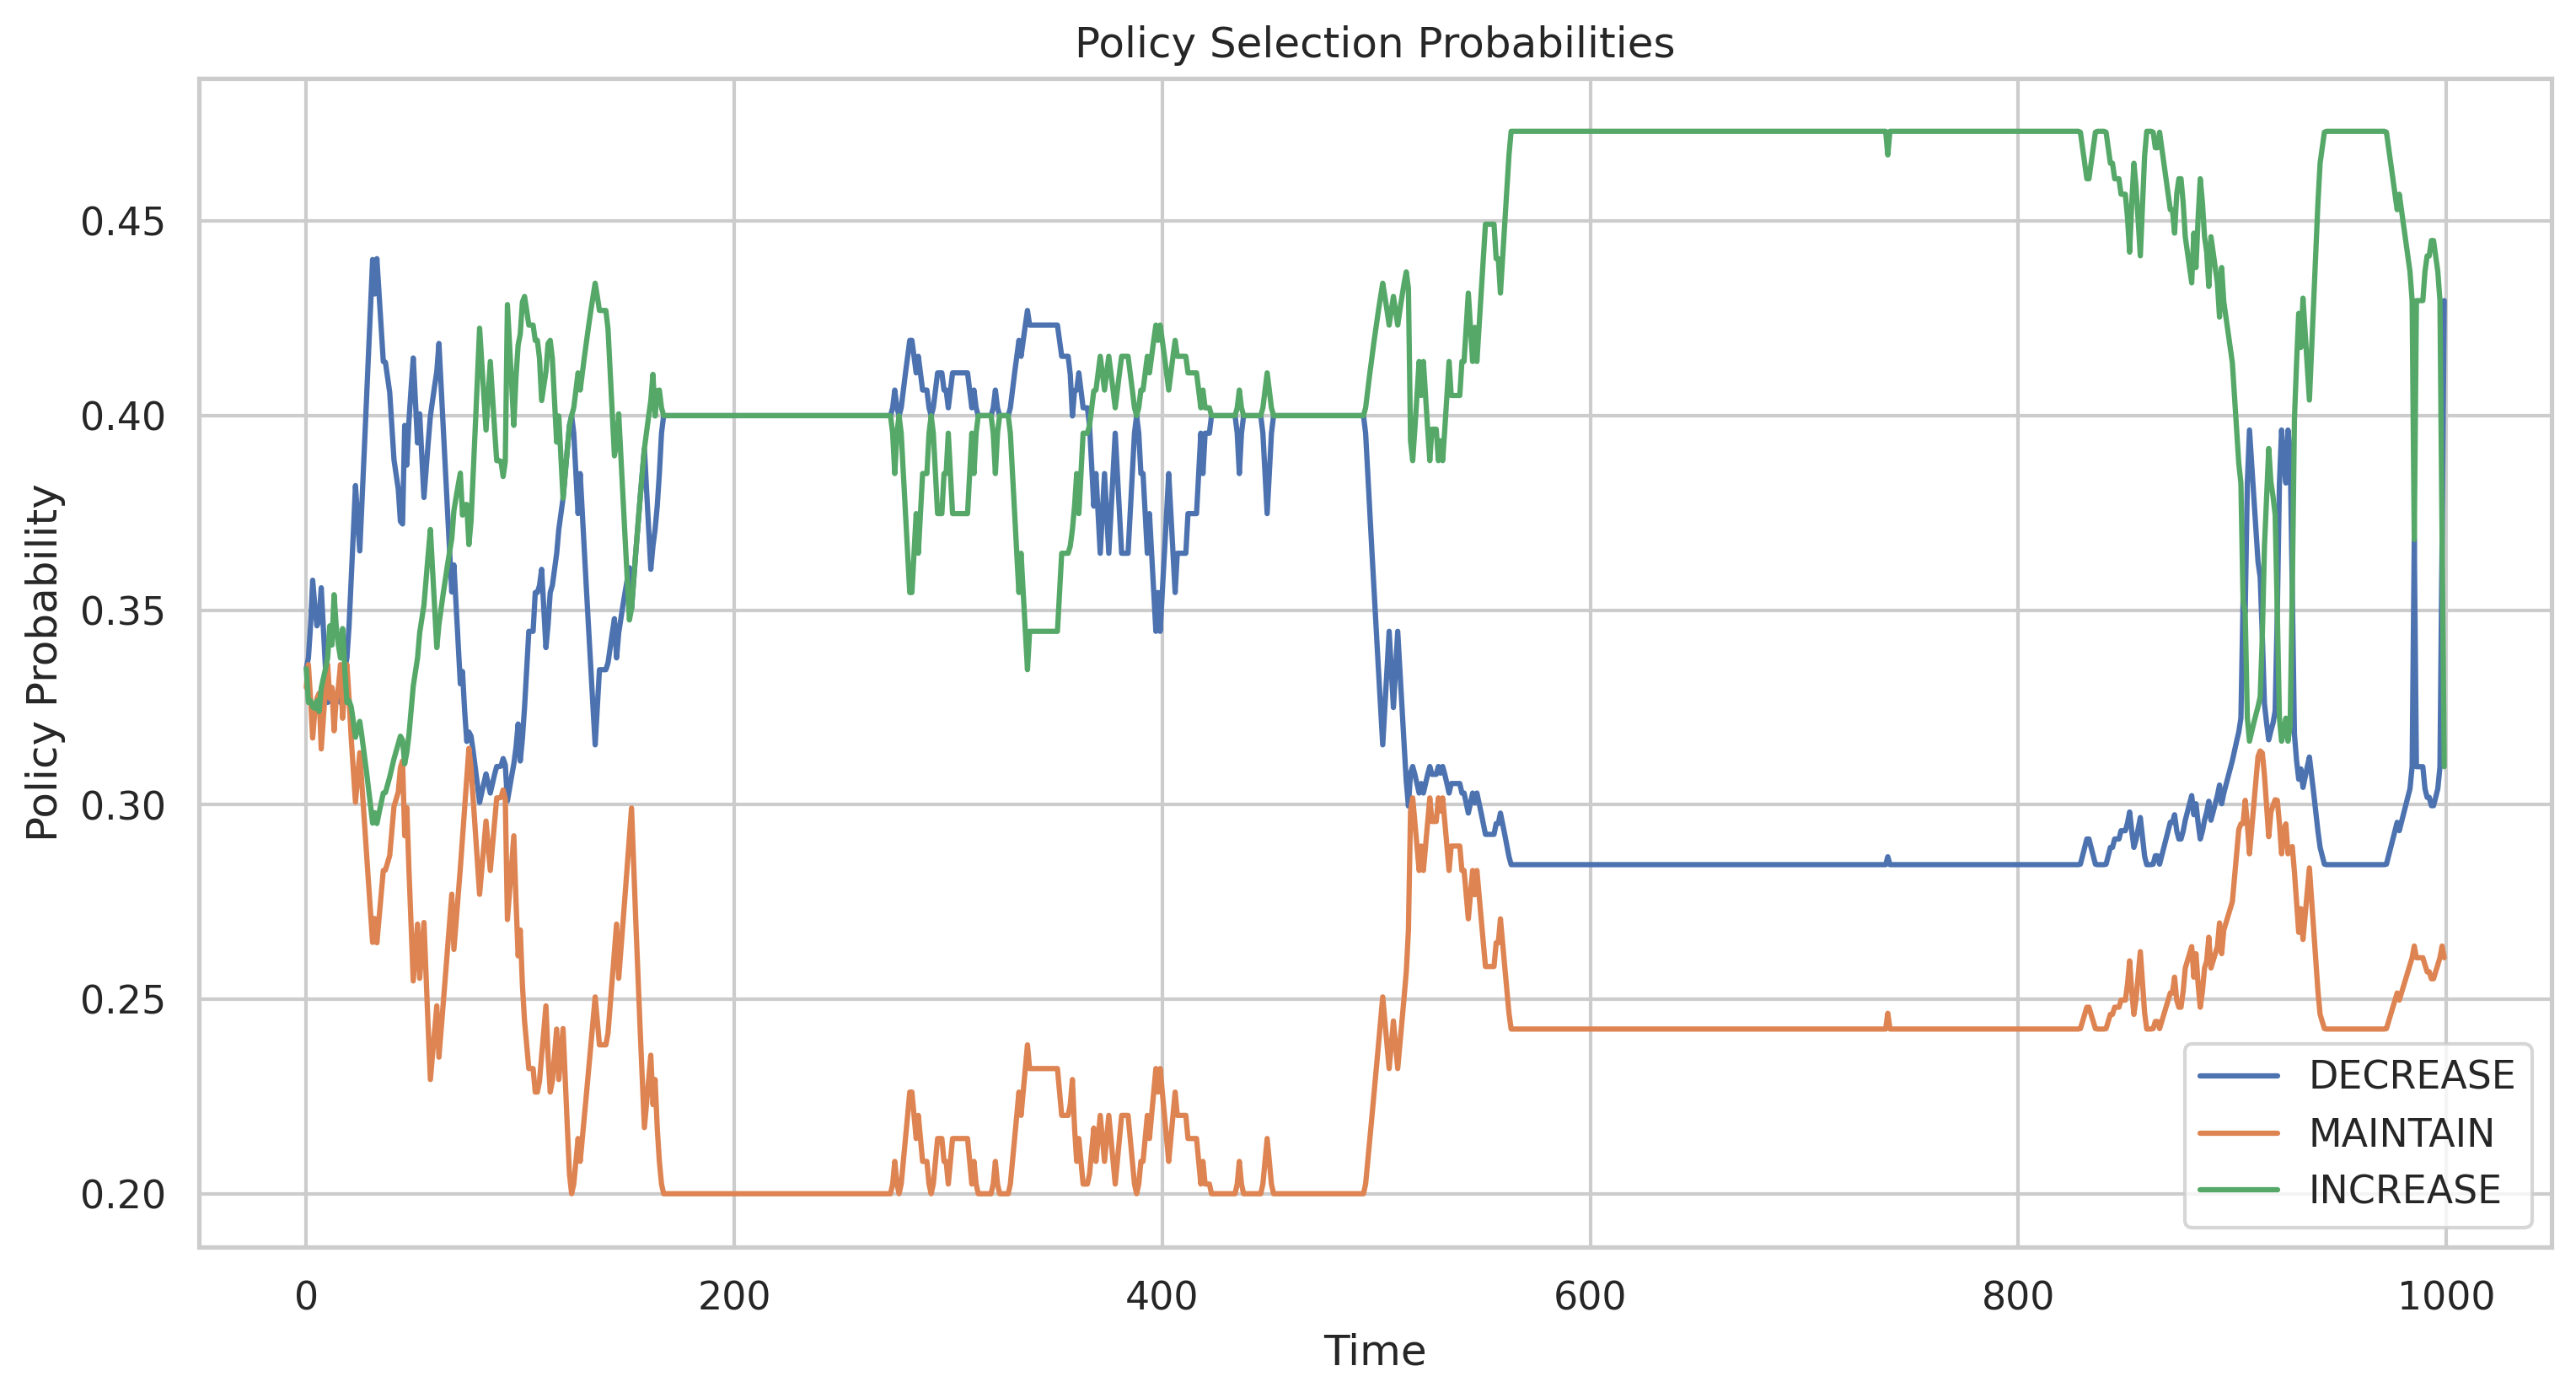 Policy Selection Probabilities
Policy Probability
0.45
0.40
0.35
0.30
0.25
0.20
DECREASE
MAINTAIN
INCREASE
0 200 400 600 800 1000
Time